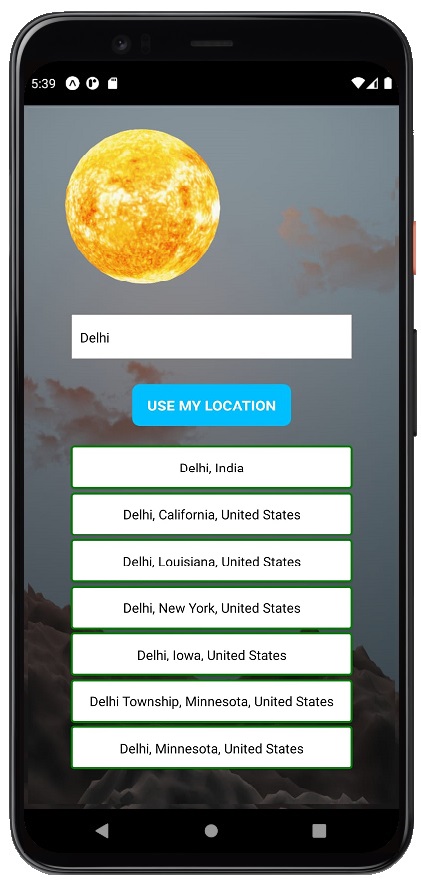 5:39
Delhi
USE MY LOCATION
Delhi, India
Delhi, California, United States
Delhi, Louisiana, United States
Delhi, New York, United States
Delhi, Iowa, United States
Delhi Township, Minnesota, United States
Delhi, Minnesota, United States